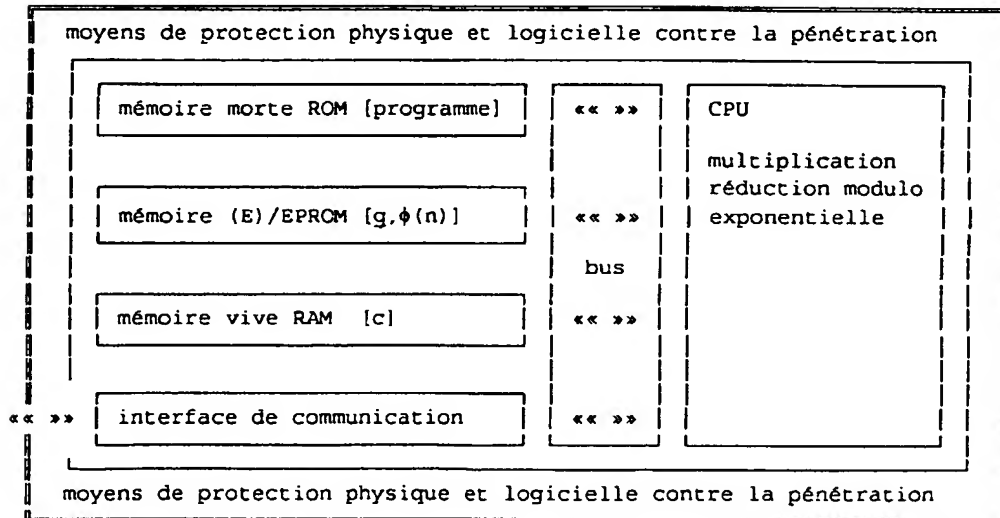 moyens de protection physique et logicielle contre la pénétration
mémoire morte ROM [programme] «« »» CPU
multiplication
réduction modulo
mémoire (E)/EPROM [g,ϕ(n)] «« »» exponentielle
bus
mémoire vive RAM [c] «« »»
«« »» interface de communication «« »»
moyens de protection physique et logicielle contre la pénétration